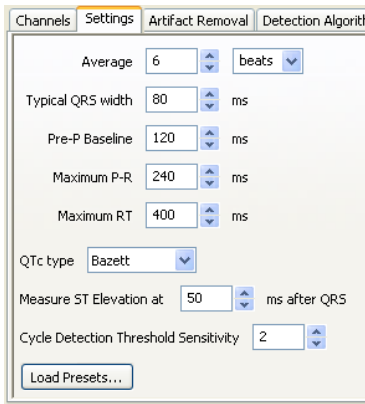 Channels Settings Artifact Removal Detection Algorith
Average 6 beats
Typical QRS width 80 ms
Pre-P Baseline 120 ms
Maximum P-R 240 ms
Maximum RT 400 ms
QTc type Bazett
Measure ST Elevation at 50 ms after QRS
Cycle Detection Threshold Sensitivity 2
Load Presets...